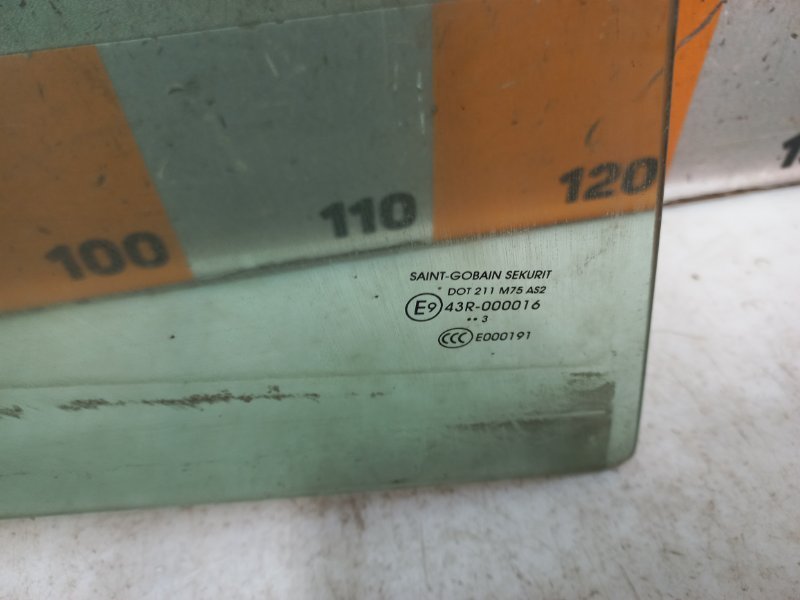 100 110 120
SAINT-GOBAIN SEKURIT
DOT 211 M75 AS2
E9 43R-000016
•• 3
CCC E000191